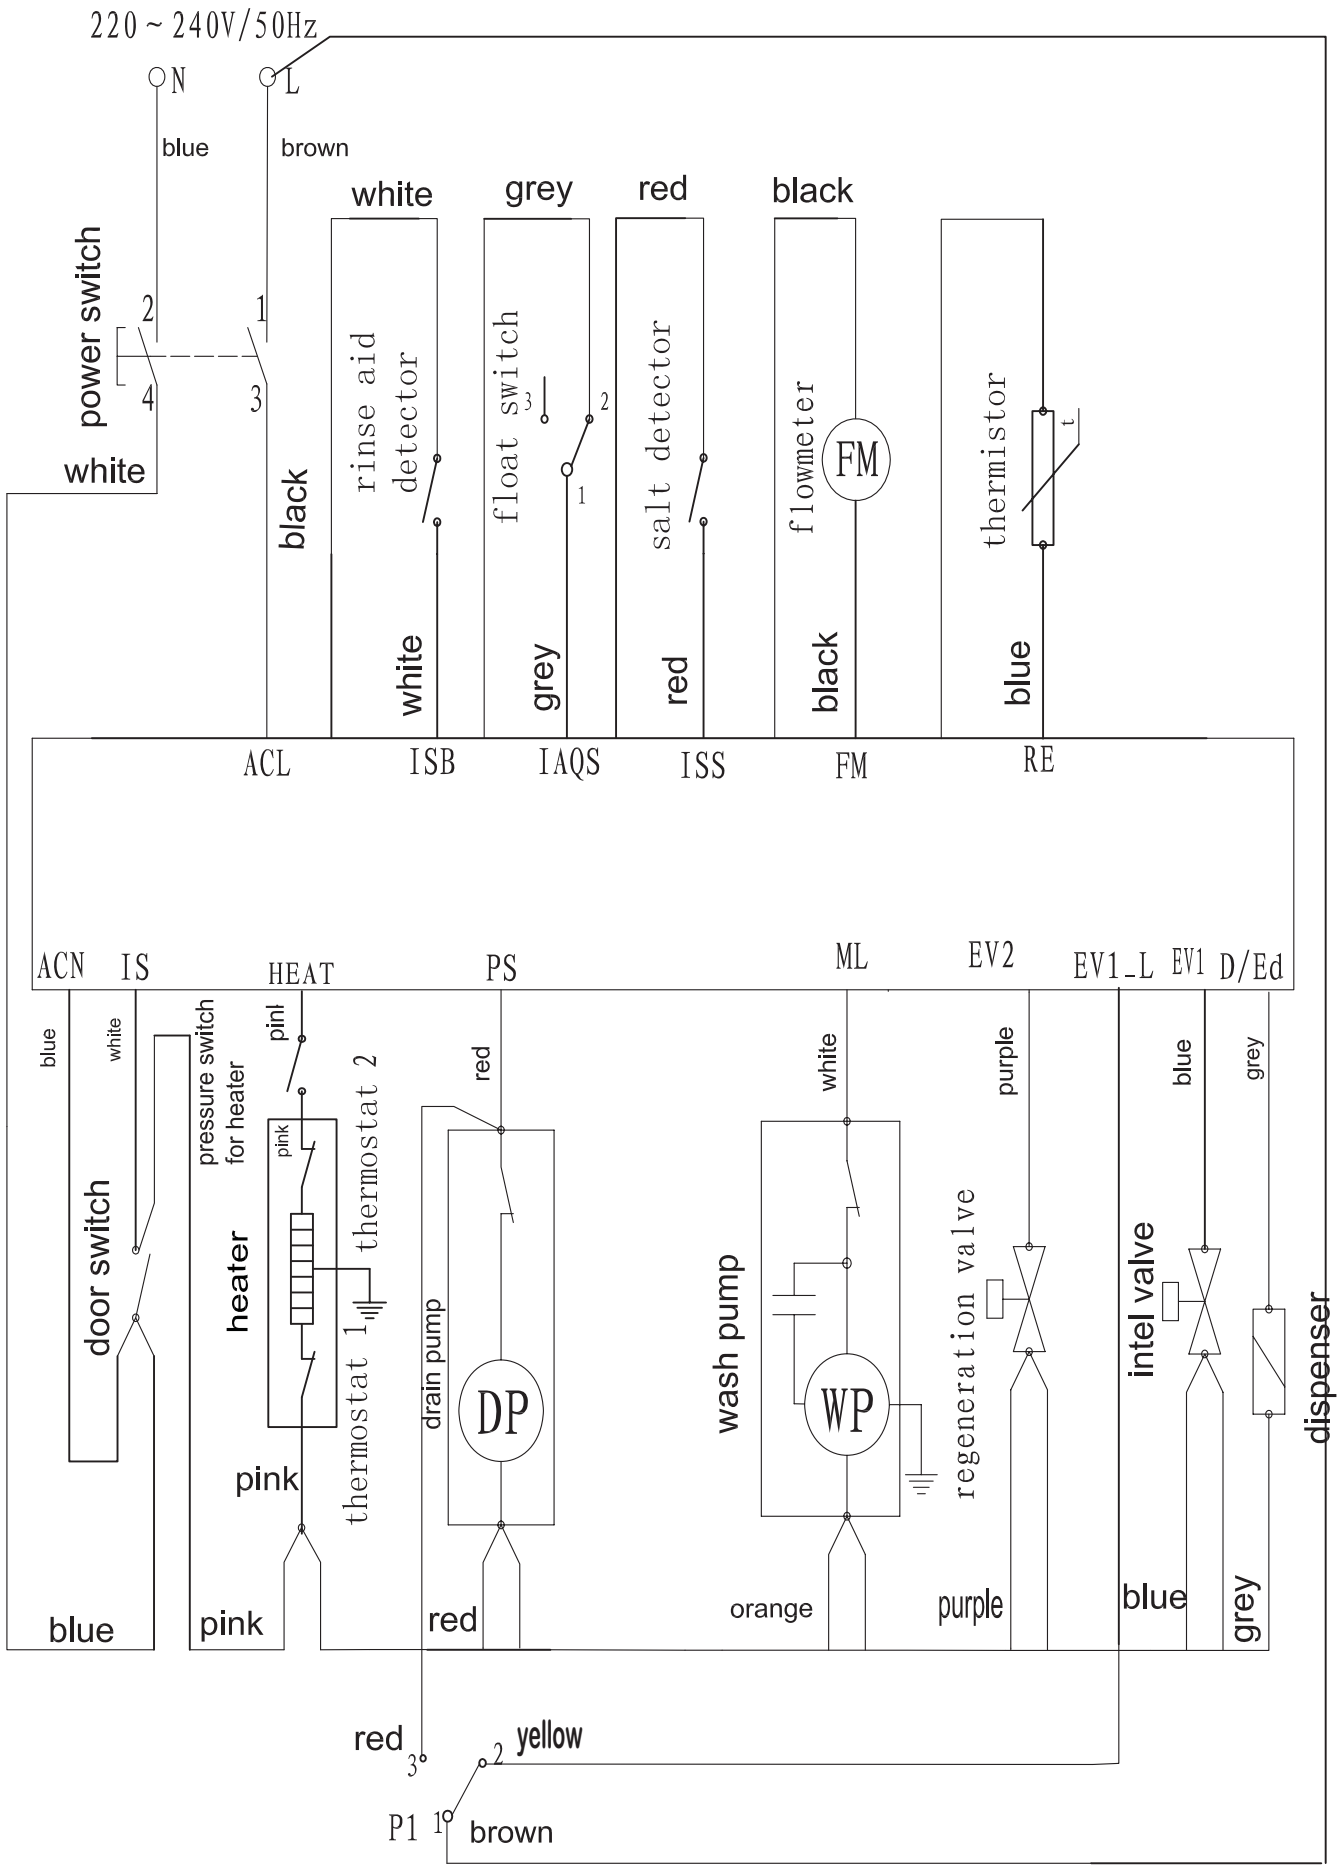 220~240V/50Hz
N
L
blue
brown
white
grey
red
black
power switch
2
1
4
3
white
black
rinse aid
detector
float switch
3
2
1
salt detector
flowmeter
FM
thermistor
t
white
grey
red
black
blue
ACL
ISB
IAQS
ISS
FM
RE
ACN
IS
HEAT
PS
ML
EV2
EV1_L
EV1
D/Ed
blue
white
pressure switch
for heater
pink
pink
thermostat 2
red
white
purple
blue
grey
door switch
heater
thermostat 1
drain pump
DP
wash pump
WP
regeneration valve
intel valve
dispenser
pink
blue
pink
red
orange
purple
blue
grey
red
3
2
yellow
P1
1
brown